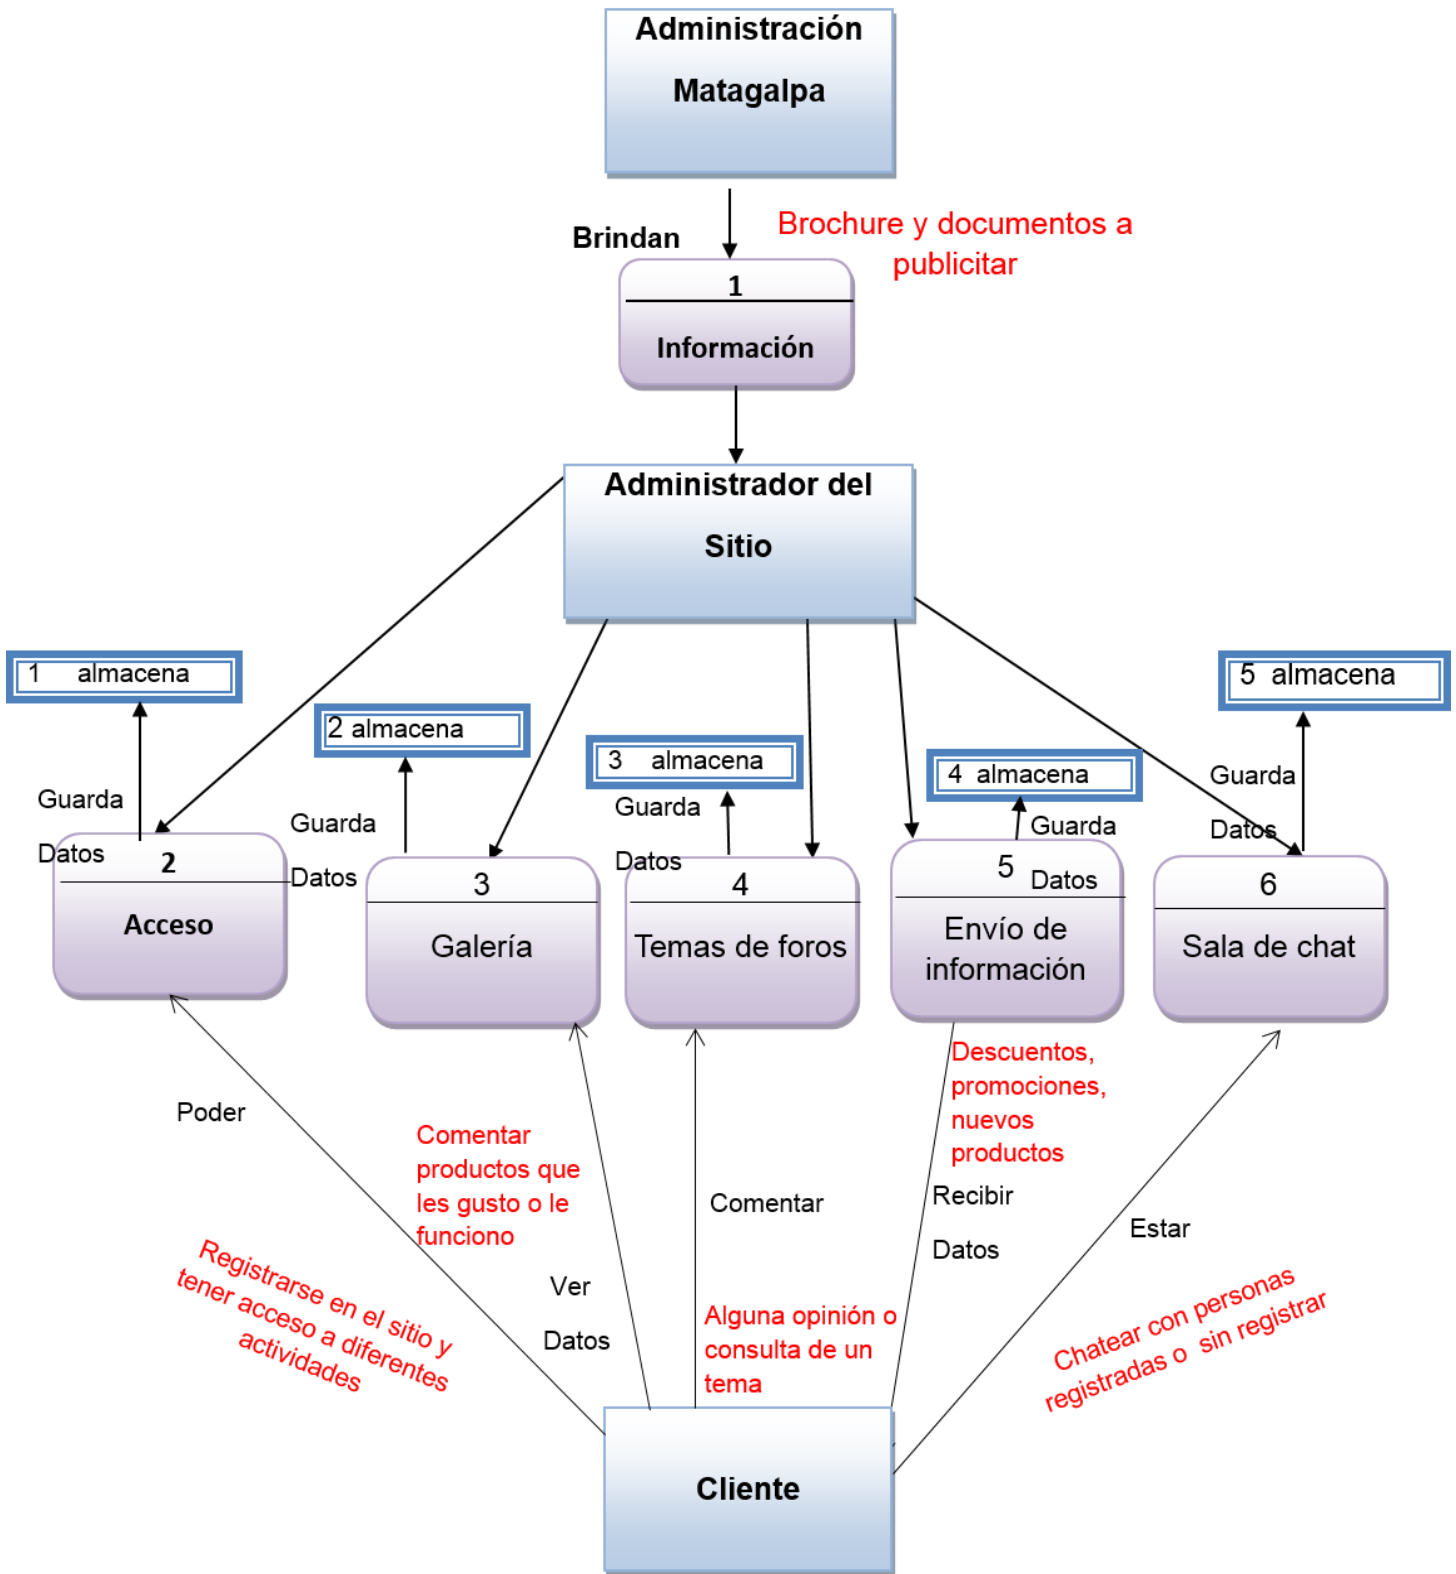 Administración
Matagalpa
Brindan
Brochure y documentos a
publicitar
1
Información
Administrador del
Sitio
1 almacena
2 almacena
3 almacena
4 almacena
5 almacena
Guarda
Datos
Guarda
Datos
Guarda
Datos
Guarda
Datos
Guarda
Datos
2
Acceso
3
Galería
4
Temas de foros
5
Envío de
información
6
Sala de chat
Poder
Registrarse en el sitio y
tener acceso a diferentes
actividades
Comentar
productos que
les gusto o le
funciono
Ver
Datos
Comentar
Alguna opinión o
consulta de un
tema
Descuentos,
promociones,
nuevos
productos
Recibir
Datos
Estar
Chatear con personas
registradas o sin registrar
Cliente